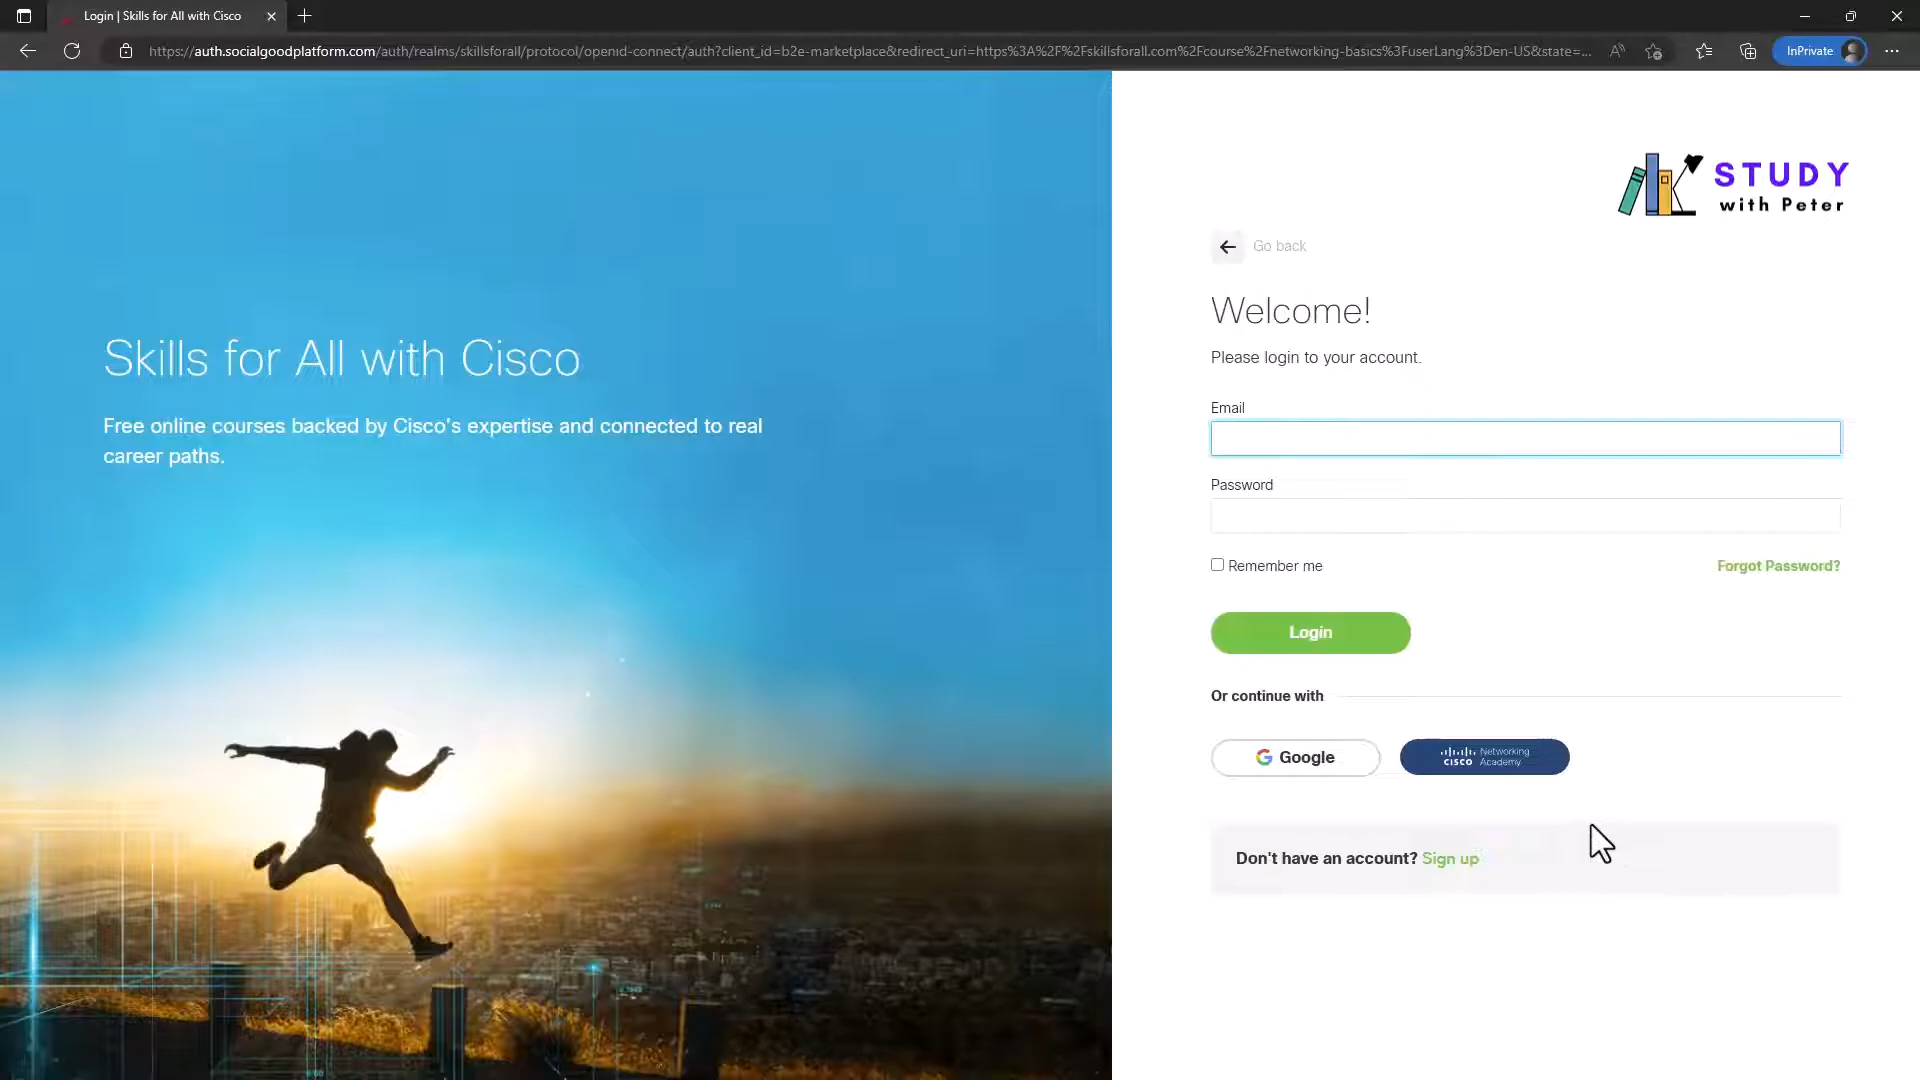 Login | Skills for All with Cisco
https://auth.socialgoodplatform.com/auth/realms/skillsforall/protocol/openid-connect/auth?client_id=b2e-marketplace&redirect_uri=https%3A%2F%2Fskillsforall.com%2Fcourse%2Fnetworking-basics%3FuserLang%3Den-US&state=...
InPrivate
STUDY
with Peter
Go back
Welcome!
Please login to your account.
Skills for All with Cisco
Free online courses backed by Cisco's expertise and connected to real
career paths.
Email
Password
Remember me
Forgot Password?
Login
Or continue with
Google
CISCO Networking
Academy
Don't have an account? Sign up